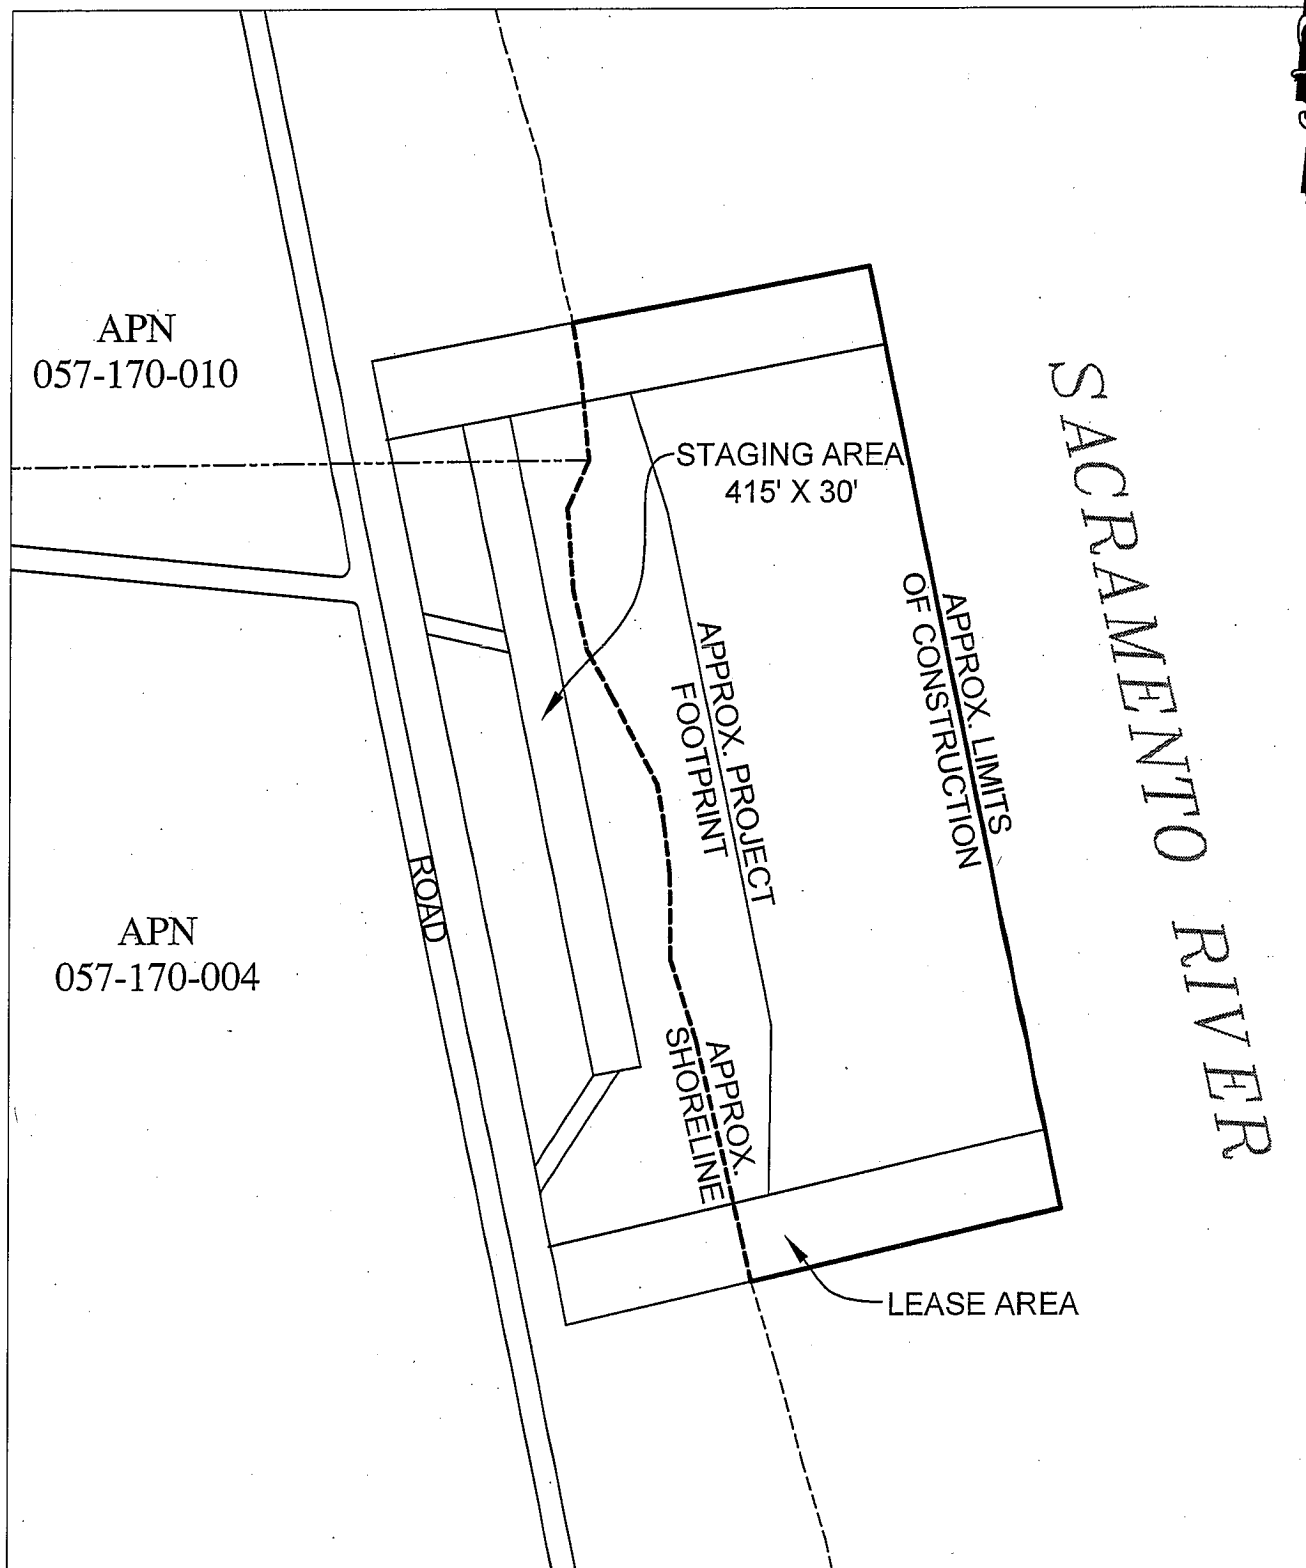 APN
057-170-010
STAGING AREA
415' X 30'
SACRAMENTO RIVER
APPROX. LIMITS
OF CONSTRUCTION
APPROX. PROJECT
FOOTPRINT
ROAD
APN
057-170-004
APPROX.
SHORELINE
LEASE AREA